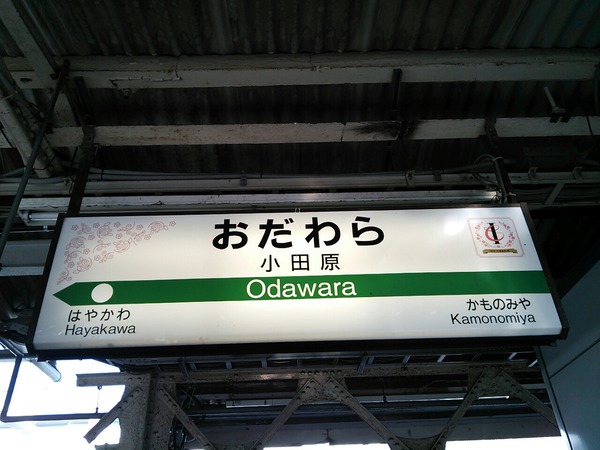 おだわら
小田原
Odawara
はやかわ
Hayakawa
かものみや
Kamonomiya